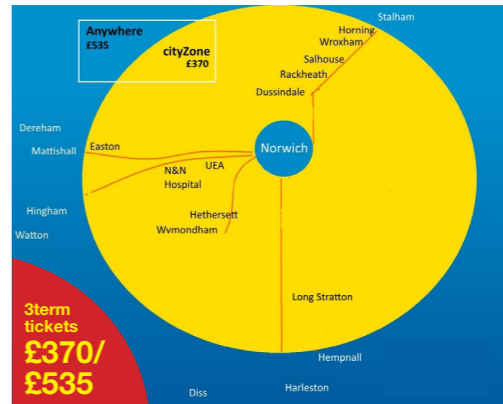 Stalham
Anywhere
£535
cityZone
£370
Horning
Wroxham
Salhouse
Rackheath
Dussindale
Dereham
Mattishall
Easton
Norwich
UEA
N&N
Hospital
Hingham
Hethersett
Watton
Wvmondham
3term
tickets
£370/
£535
Long Stratton
Hempnall
Diss
Harleston